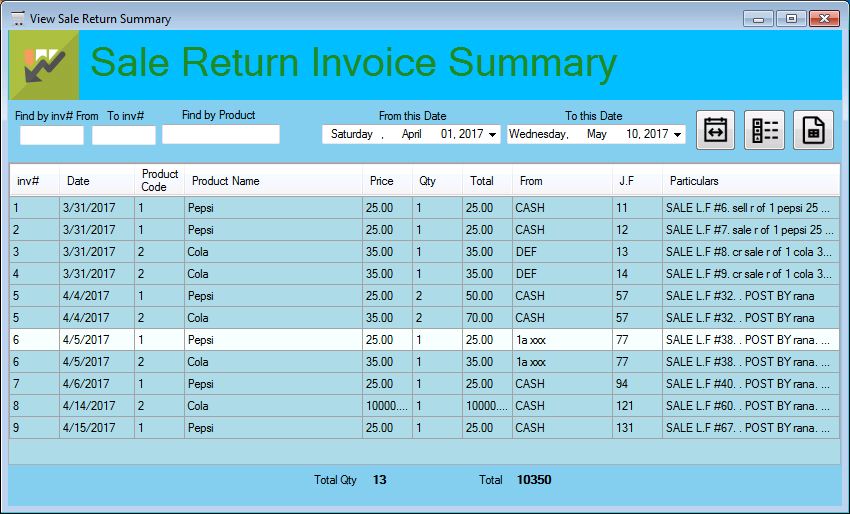 View Sale Return Summary
Sale Return Invoice Summary
Find by inv# From To inv# Find by Product From this Date To this Date
Saturday , April 01, 2017 Wednesday, May 10, 2017
inv# Date Product Code Product Name Price Qty Total From J.F Particulars
1 3/31/2017 1 Pepsi 25.00 1 25.00 CASH 11 SALE L.F #6. sell r of 1 pepsi 25 ...
2 3/31/2017 1 Pepsi 25.00 1 25.00 CASH 12 SALE L.F #7. sale r of 1 pepsi 25 ...
3 3/31/2017 2 Cola 35.00 1 35.00 DEF 13 SALE L.F #8. cr sale r of 1 cola 3...
4 3/31/2017 2 Cola 35.00 1 35.00 DEF 14 SALE L.F #9. cr sale r of 1 cola 3...
5 4/4/2017 1 Pepsi 25.00 2 50.00 CASH 57 SALE L.F #32. . POST BY rana
5 4/4/2017 2 Cola 35.00 2 70.00 CASH 57 SALE L.F #32. . POST BY rana
6 4/5/2017 1 Pepsi 25.00 1 25.00 1a xxx 77 SALE L.F #38. . POST BY rana. ...
6 4/5/2017 2 Cola 35.00 1 35.00 1a xxx 77 SALE L.F #38. . POST BY rana. ...
7 4/6/2017 1 Pepsi 25.00 1 25.00 CASH 94 SALE L.F #40. . POST BY rana. ...
8 4/14/2017 2 Cola 10000.... 1 10000.... CASH 121 SALE L.F #60. . POST BY rana. ...
9 4/15/2017 1 Pepsi 25.00 1 25.00 CASH 131 SALE L.F #67. . POST BY rana. ...
Total Qty 13 Total 10350